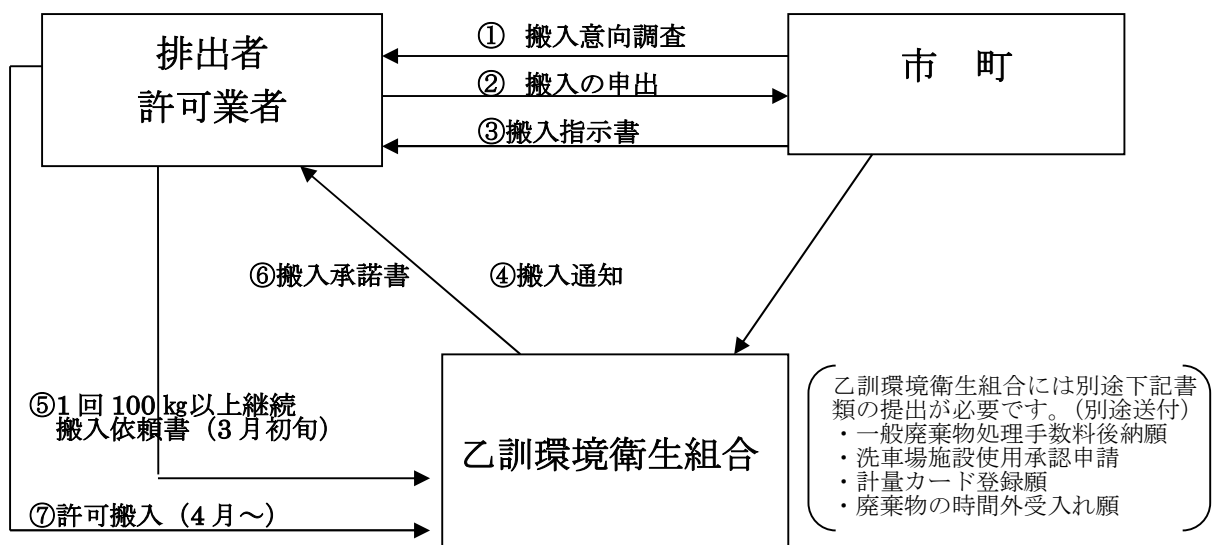 排出者
許可業者
① 搬入意向調査
市　町
② 搬入の申出
③搬入指示書
⑥搬入承諾書
④搬入通知
⑤1回100㎏以上継続
搬入依頼書（3月初旬）
乙訓環境衛生組合
乙訓環境衛生組合には別途下記書
類の提出が必要です。（別途送付）
・一般廃棄物処理手数料後納願
・洗車場施設使用承認申請
・計量カード登録願
・廃棄物の時間外受入れ願
⑦許可搬入（4月～）